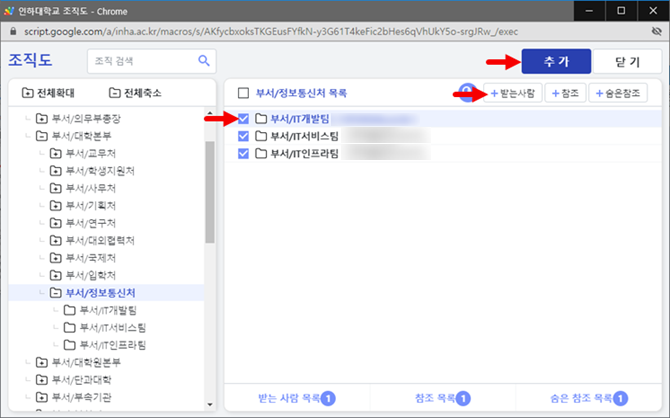 인하대학교 조직도 - Chrome
script.google.com/a/inha.ac.kr/macros/s/AKfycbxoksTKGEusFYfkN-y3G61T4keFic2bHes6qVhUkY5o-srgJRw_/exec
조직도
조직 검색
추 가
닫 기
전체확대
전체축소
부서/외우부총장
부서/대학본부
부서/교무처
부서/학생지원처
부서/사무처
부서/기획처
부서/연구처
부서/대외협력처
부서/국제처
부서/입학처
부서/정보통신처
부서/IT개발팀
부서/IT서비스팀
부서/IT인프라팀
부서/대학원본부
부서/단과대학
부서/부속기관
부서/정보통신처 목록
+받는사람
+참조
+숨은참조
부서/IT개발팀
부서/IT서비스팀
부서/IT인프라팀
받는 사람 목록 1
참조 목록 1
숨은 참조 목록 1